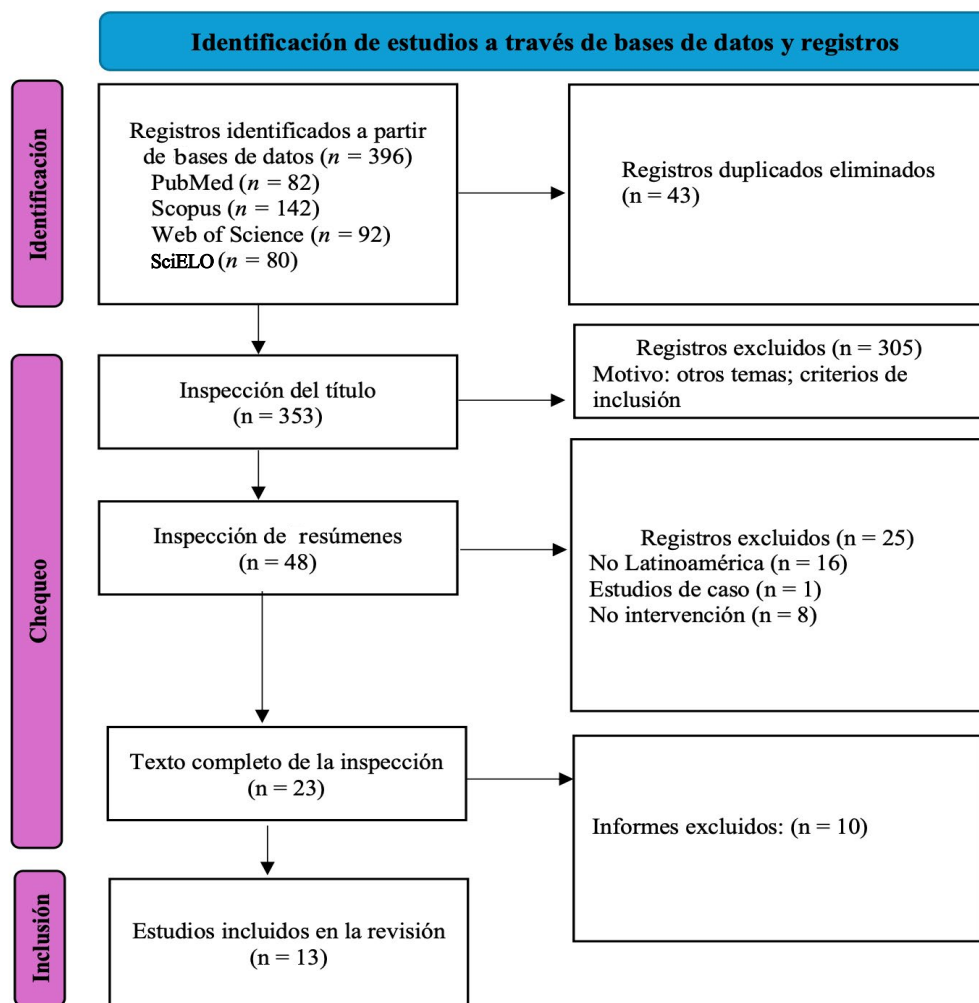 Identificación de estudios a través de bases de datos y registros
Identificación
Registros identificados a partir
de bases de datos (n = 396)
PubMed (n = 82)
Scopus (n = 142)
Web of Science (n = 92)
SciELO (n = 80)
Registros duplicados eliminados
(n = 43)
Chequeo
Inspección del título
(n = 353)
Registros excluidos (n = 305)
Motivo: otros temas; criterios de
inclusión
Inspección de resúmenes
(n = 48)
Registros excluidos (n = 25)
No Latinoamérica (n = 16)
Estudios de caso (n = 1)
No intervención (n = 8)
Texto completo de la inspección
(n = 23)
Informes excluidos: (n = 10)
Inclusión
Estudios incluidos en la revisión
(n = 13)